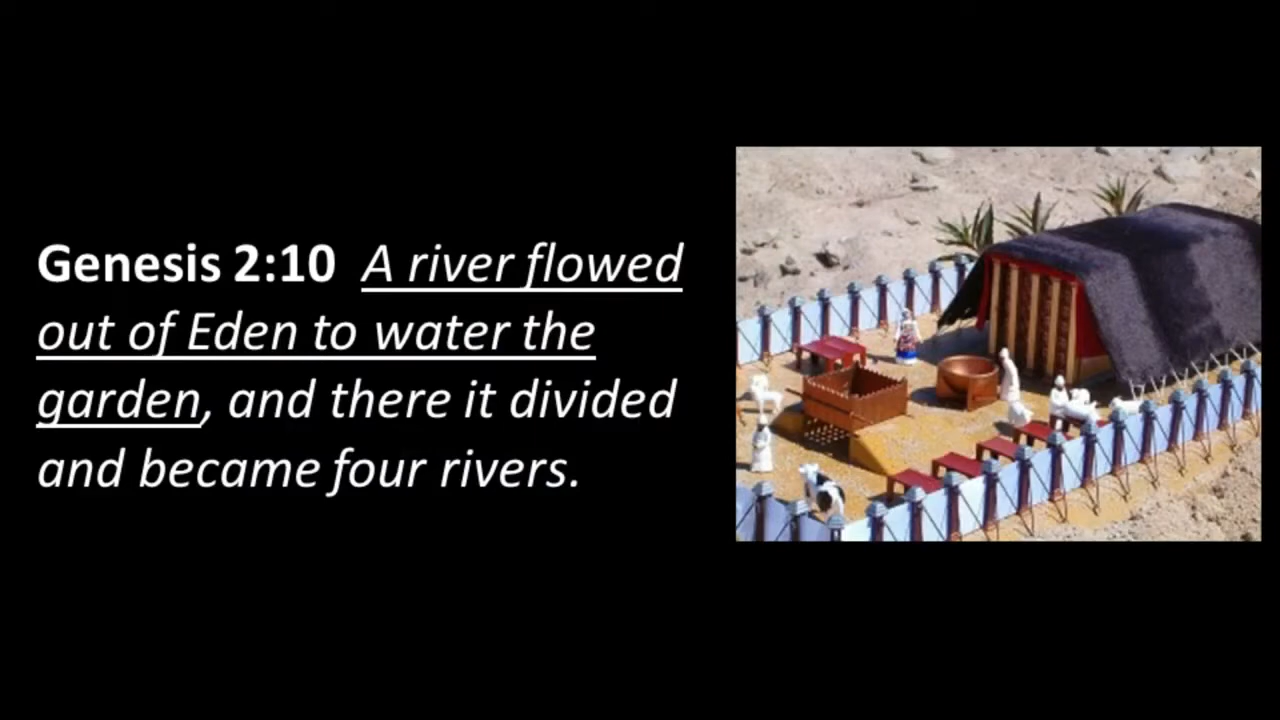 Genesis 2:10 A river flowed
out of Eden to water the
garden, and there it divided
and became four rivers.